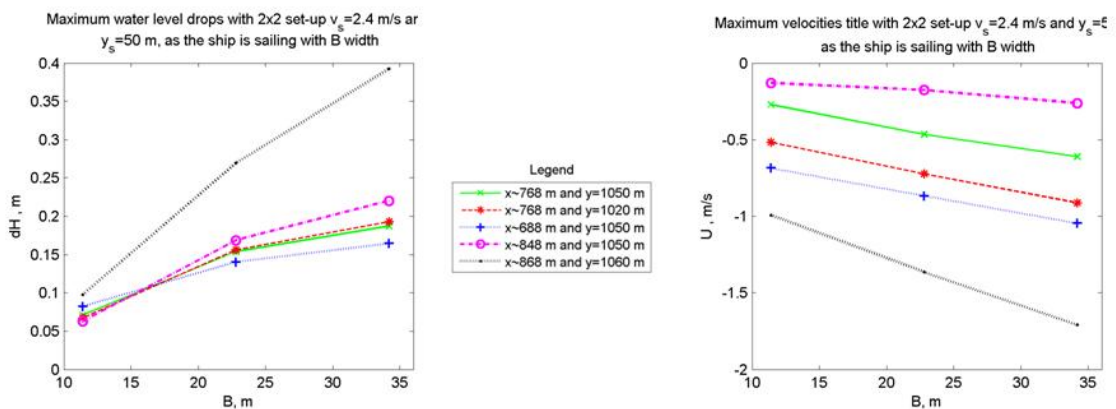 Maximum water level drops with 2x2 set-up v_s=2.4 m/s ar
y_s=50 m, as the ship is sailing with B width
0.4
0.35
0.3
0.25
0.2
0.15
0.1
0.05
0
dH , m
10
15
20
25
30
35
B, m
Legend
x~768 m and y=1050 m
x~768 m and y=1020 m
x~688 m and y=1050 m
x~848 m and y=1050 m
x~868 m and y=1060 m
Maximum velocities title with 2x2 set-up v_s=2.4 m/s and y_s=5
as the ship is sailing with B width
0
-0.5
-1
-1.5
-2
U , m/s
10
15
20
25
30
35
B, m